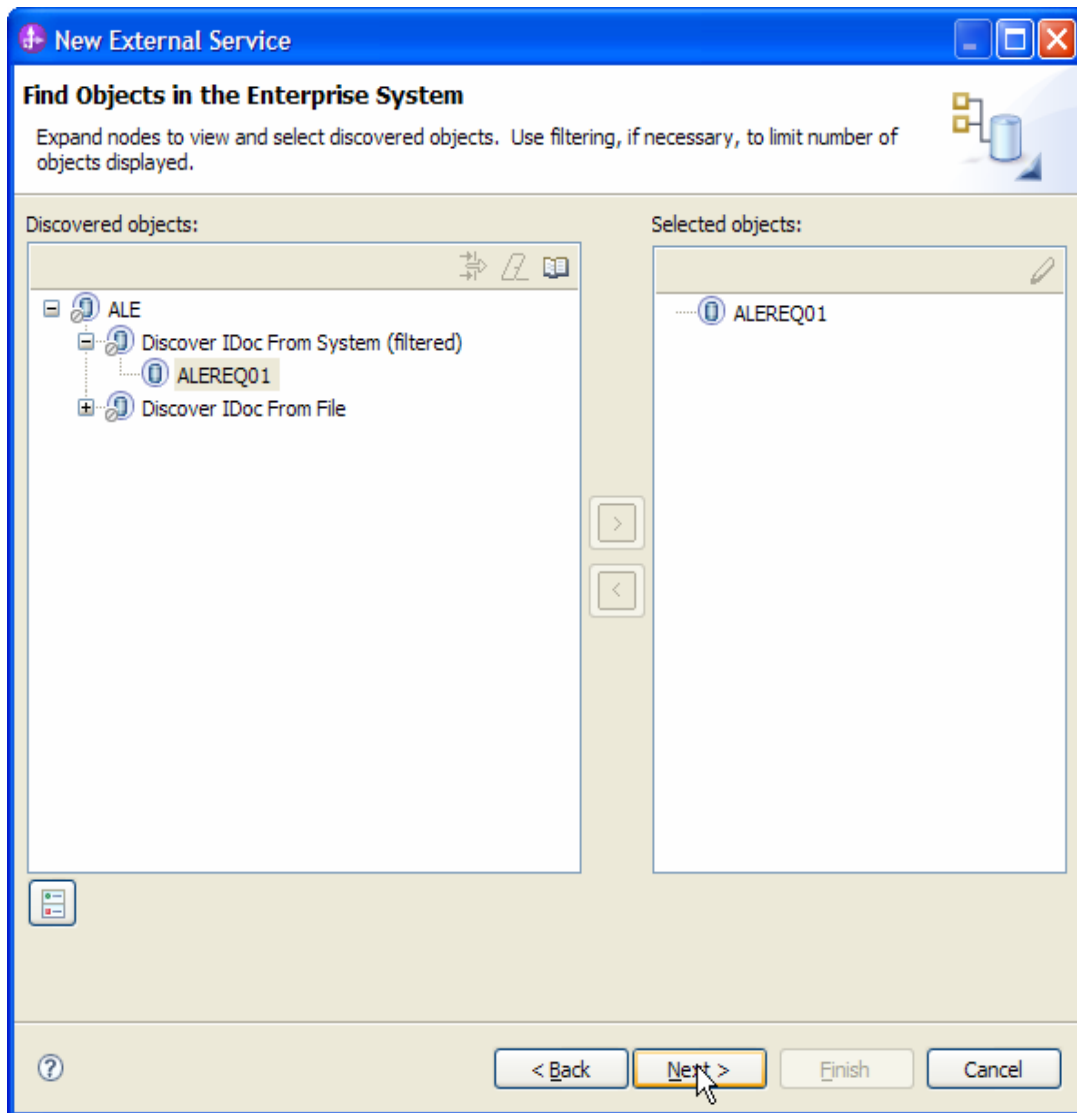 New External Service
Find Objects in the Enterprise System
Expand nodes to view and select discovered objects.  Use filtering, if necessary, to limit number of
objects displayed.
Discovered objects:
Selected objects:
ALE
ALEREQ01
Discover IDoc From System (filtered)
ALEREQ01
Discover IDoc From File
>
<
?
< Back
Next >
Finish
Cancel